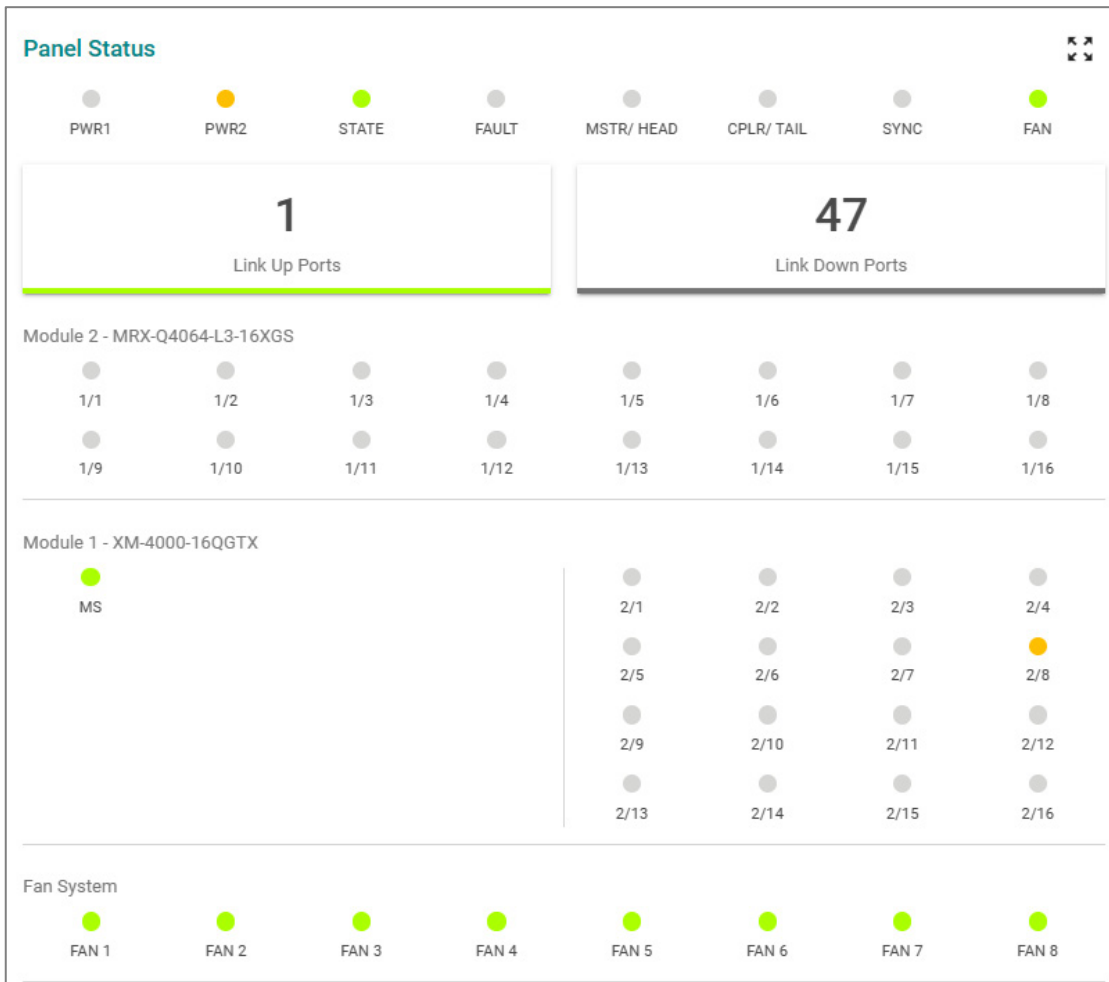 Panel Status
PWR1 PWR2 STATE FAULT MSTR/ HEAD CPLR/ TAIL SYNC FAN
1 47
Link Up Ports Link Down Ports
Module 2 - MRX-Q4064-L3-16XGS
1/1 1/2 1/3 1/4 1/5 1/6 1/7 1/8
1/9 1/10 1/11 1/12 1/13 1/14 1/15 1/16
Module 1 - XM-4000-16QGTX
MS 2/1 2/2 2/3 2/4
2/5 2/6 2/7 2/8
2/9 2/10 2/11 2/12
2/13 2/14 2/15 2/16
Fan System
FAN 1 FAN 2 FAN 3 FAN 4 FAN 5 FAN 6 FAN 7 FAN 8